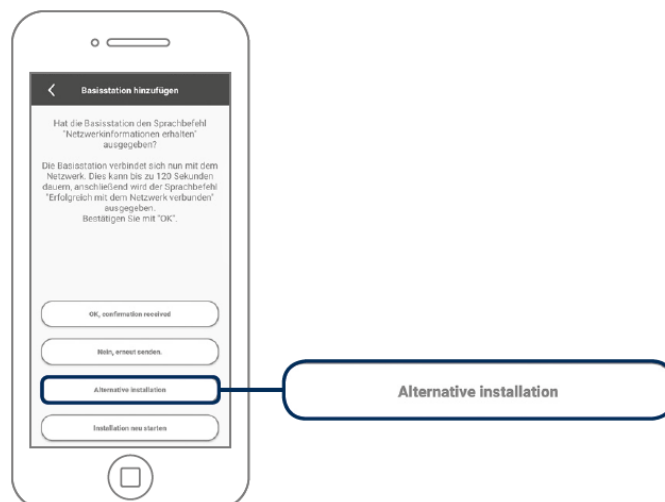 Basisstation hinzufügen
Hat die Basisstation den Sprachbefehl
"Netzwerkinformationen erhalten"
ausgegeben?
Die Basisstation verbindet sich nun mit dem
Netzwerk. Dies kann bis zu 120 Sekunden
dauern, anschließend wird der Sprachbefehl
"Erfolgreich mit dem Netzwerk verbunden"
ausgegeben.
Bestätigen Sie mit "OK".
OK, confirmation received
Nein, erneut senden.
Alternative installation
Alternative installation
Installation neu starten